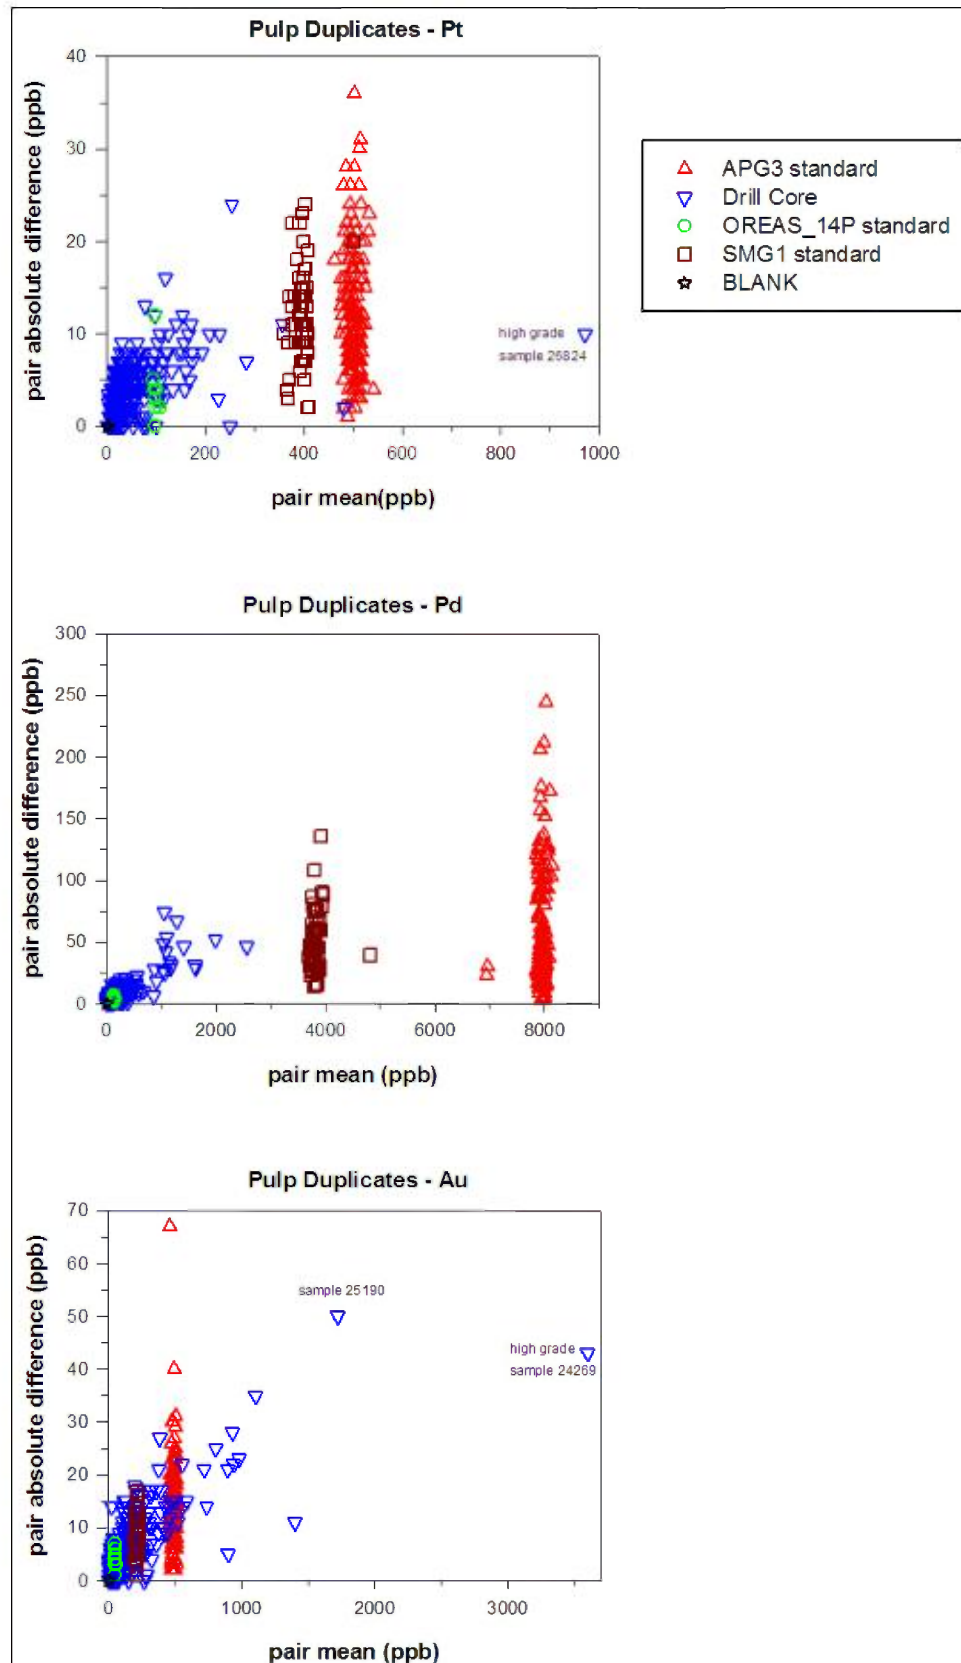 Pulp Duplicates - Pt
pair absolute difference (ppb)
40
30
20
10
0
0 200 400 600 800 1000
pair mean(ppb)
high grade
sample 26824
APG3 standard
Drill Core
OREAS_14P standard
SMG1 standard
BLANK
Pulp Duplicates - Pd
pair absolute difference (ppb)
300
250
200
150
100
50
0
0 2000 4000 6000 8000
pair mean (ppb)
Pulp Duplicates - Au
pair absolute difference (ppb)
70
60
50
40
30
20
10
0
0 1000 2000 3000
pair mean (ppb)
sample 25190
high grade
sample 24269